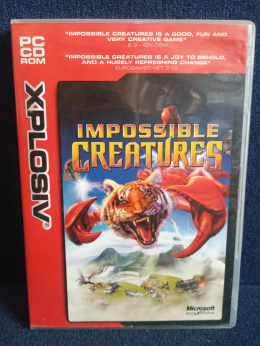 PC
CD
ROM
"IMPOSSIBLE CREATURES IS A GOOD, FUN AND
VERY CREATIVE GAME"
8.3 - IGN.COM
"IMPOSSIBLE CREATURES IS A JOY TO BEHOLD,
AND A HUGELY REFRESHING CHANGE"
EUROGAMER.NET 7/10
XPLOSIV®
IMPOSSIBLE
CREATURES
Microsoft